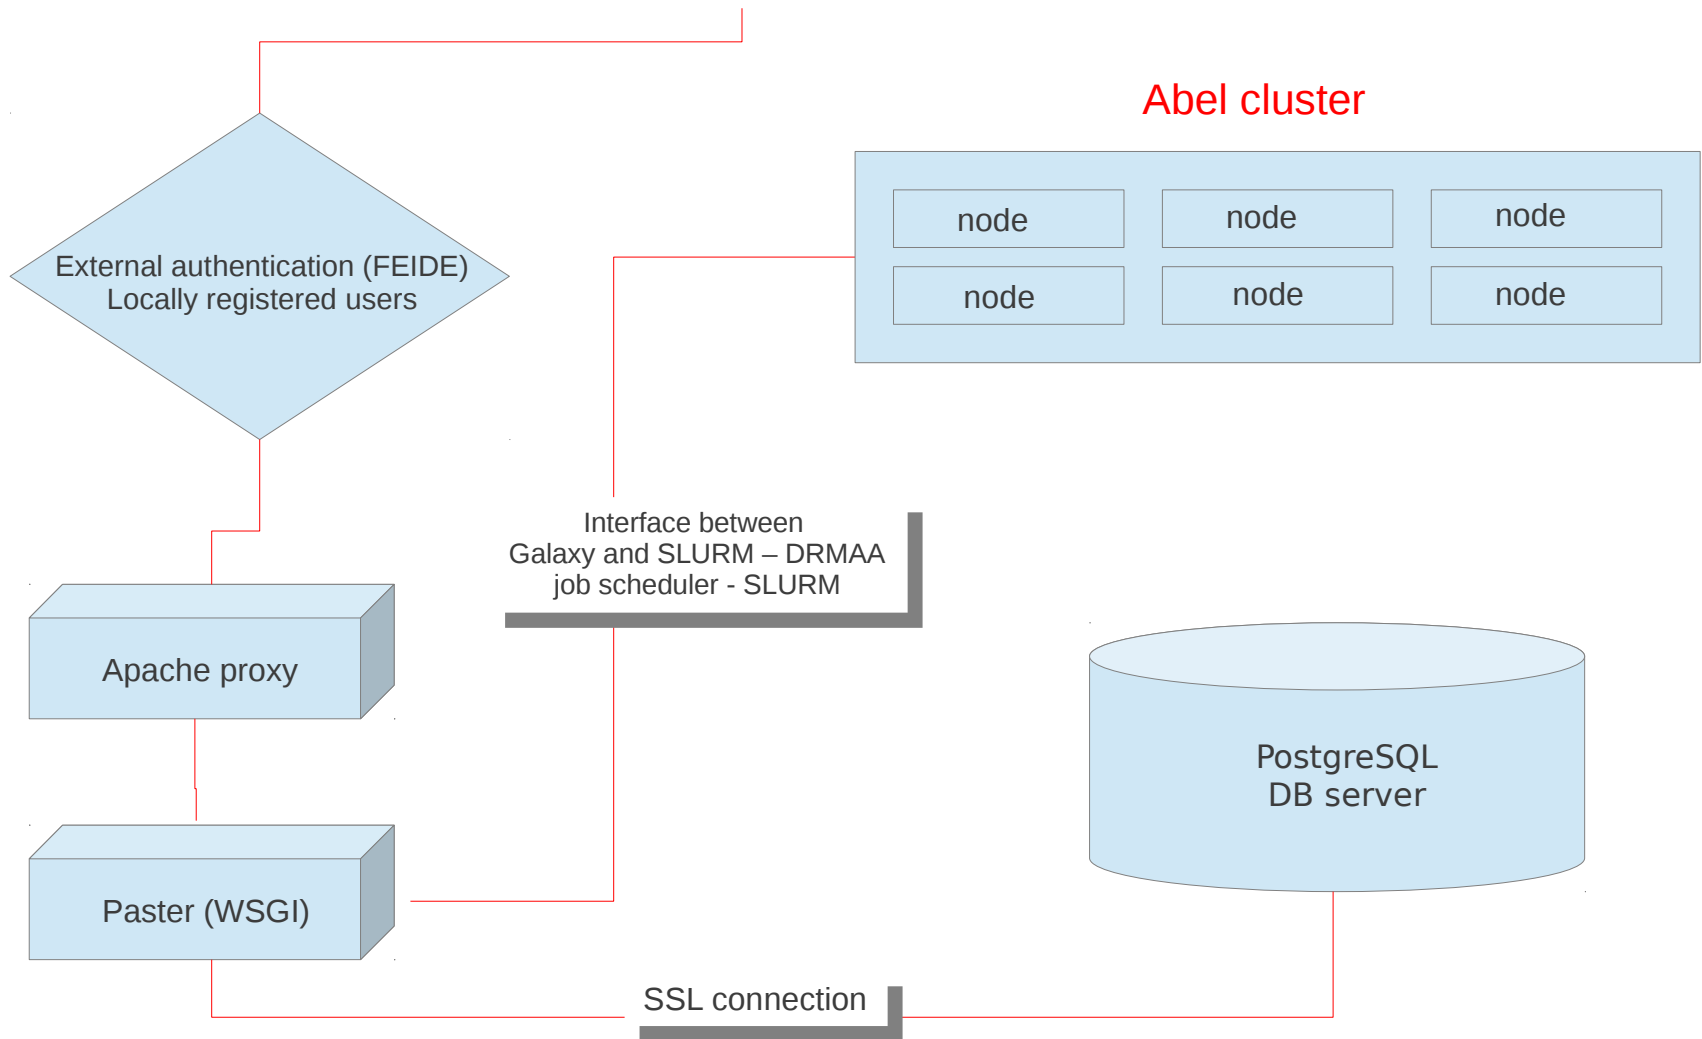 Abel cluster
node
node
node
node
node
node
External authentication (FEIDE)
Locally registered users
Interface between
Galaxy and SLURM – DRMAA
job scheduler - SLURM
Apache proxy
PostgreSQL
DB server
Paster (WSGI)
SSL connection